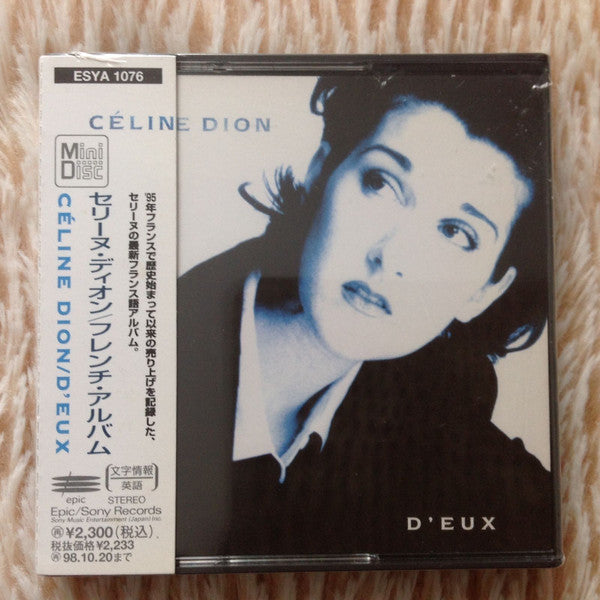 ESYA 1076
Mini
Disc
セリーヌ・ディオン/フレンチ・アルバム
CÉLINE DION/D'EUX
'95年フランスで歴史始まって以来の売り上げを記録した、
セリーヌの最新フランス語アルバム。
epic
文字情報
英語
STEREO
Epic/Sony Records
Sony Music Entertainment (Japan) Inc.
再¥2,300(税込)
税抜価格¥2,233
再98.10.20まで
CÉLINE DION
D'EUX